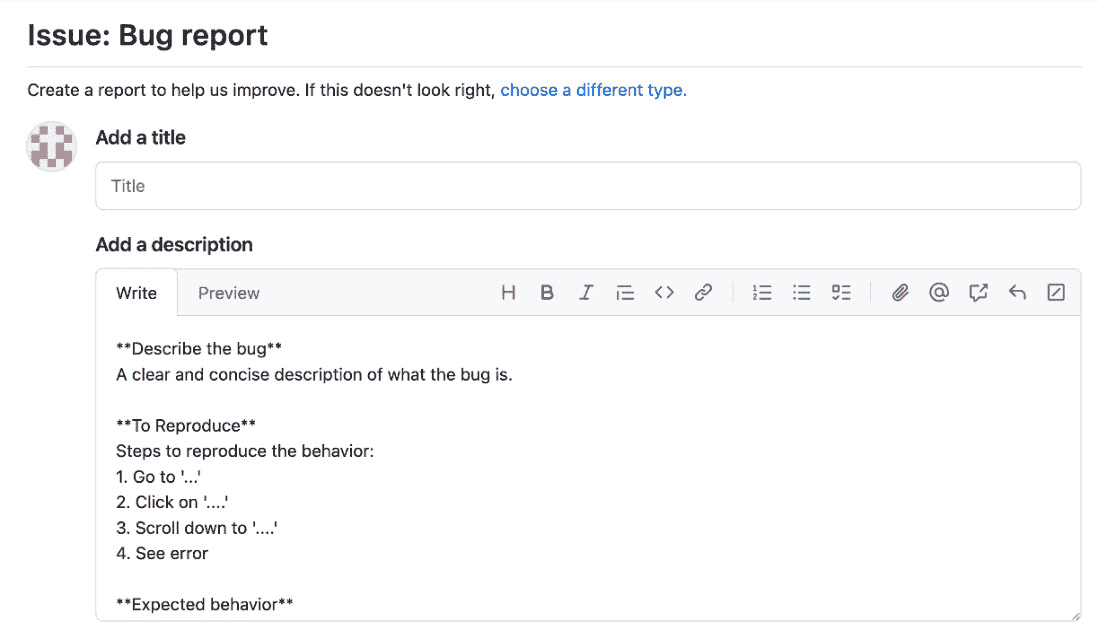 Issue: Bug report
Create a report to help us improve. If this doesn't look right, choose a different type.
Add a title
Title
Add a description
Write Preview
**Describe the bug**
A clear and concise description of what the bug is.
**To Reproduce**
Steps to reproduce the behavior:
1. Go to '...'
2. Click on '....'
3. Scroll down to '....'
4. See error
**Expected behavior**